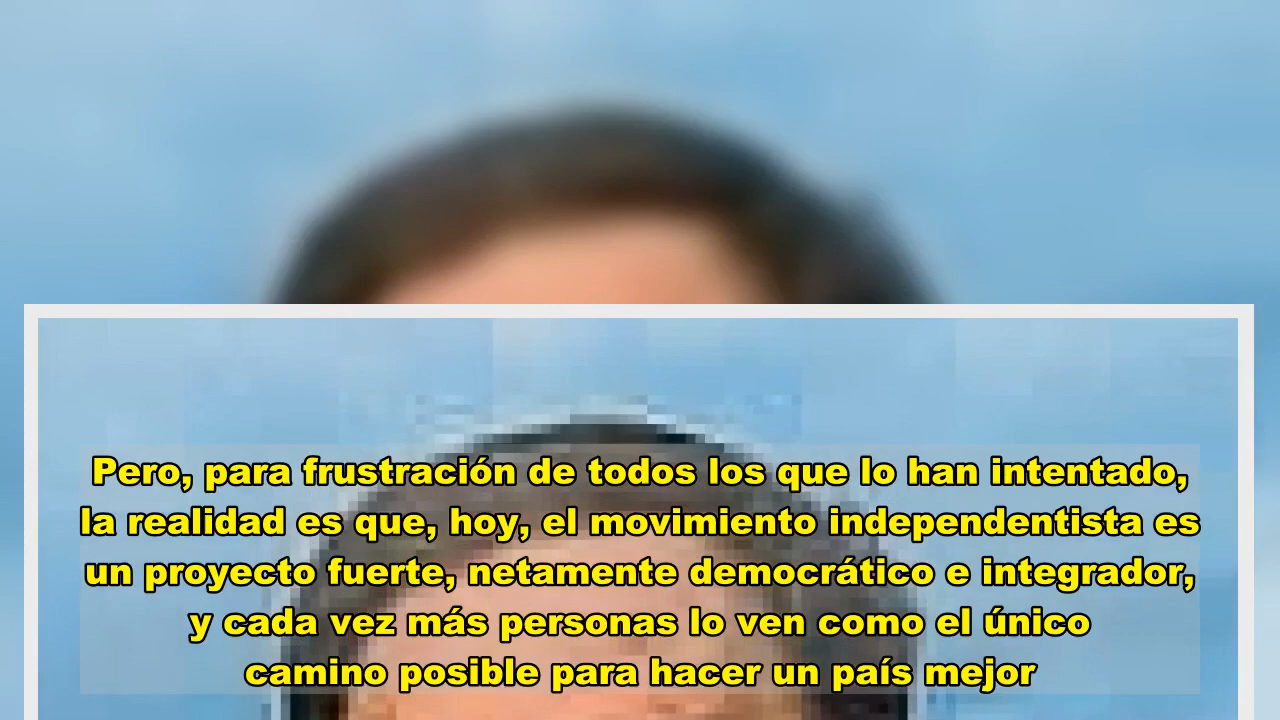 Pero, para frustración de todos los que lo han intentado,
la realidad es que, hoy, el movimiento independentista es
un proyecto fuerte, netamente democrático e integrador,
y cada vez más personas lo ven como el único
camino posible para hacer un país mejor